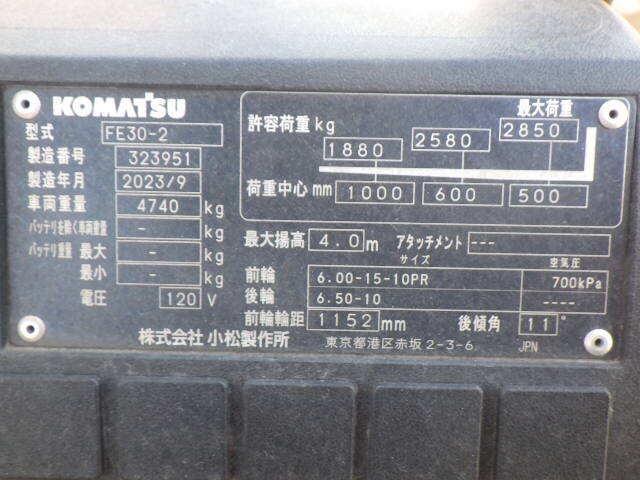 KOMATSU
型式 FE30-2
製造番号 323951
製造年月 2023/9
車両重量 4740 kg
バッテリを除く車両重量 - kg
バッテリ重量 最大 - kg
最小 - kg
電圧 120 V
許容荷重 kg 最大荷重
1880 2580 2850
荷重中心 mm 1000 600 500
最大揚高 4.0 m アタッチメント ---
サイズ 空気圧
前輪 6.00-15-10PR 700kPa
後輪 6.50-10 ----
前輪輪距 1152 mm 後傾角 11°
株式会社 小松製作所 東京都港区赤坂2-3-6 JPN